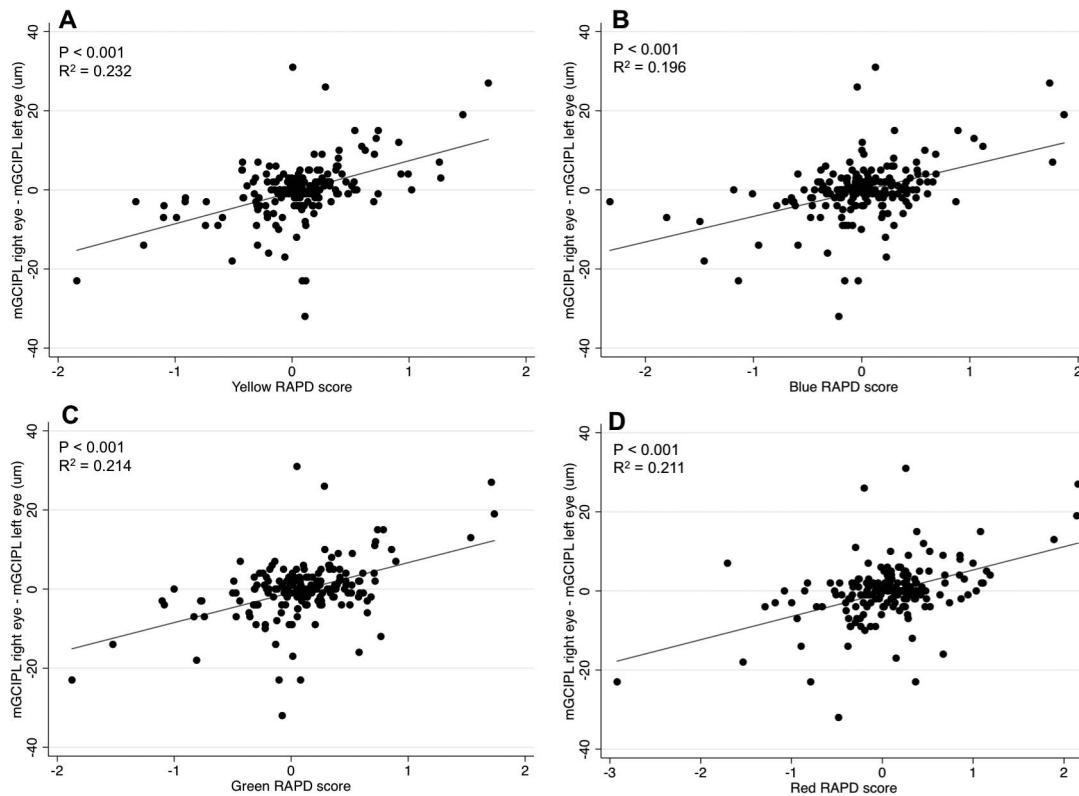 A
P < 0.001
R² = 0.232
mGCIPL right eye - mGCIPL left eye (um)
40
20
0
-20
-40
-2 -1 0 1 2
Yellow RAPD score
B
P < 0.001
R² = 0.196
mGCIPL right eye - mGCIPL left eye (um)
40
20
0
-20
-40
-2 -1 0 1 2
Blue RAPD score
C
P < 0.001
R² = 0.214
mGCIPL right eye - mGCIPL left eye (um)
40
20
0
-20
-40
-2 -1 0 1 2
Green RAPD score
D
P < 0.001
R² = 0.211
mGCIPL right eye - mGCIPL left eye (um)
40
20
0
-20
-40
-3 -2 -1 0 1 2
Red RAPD score